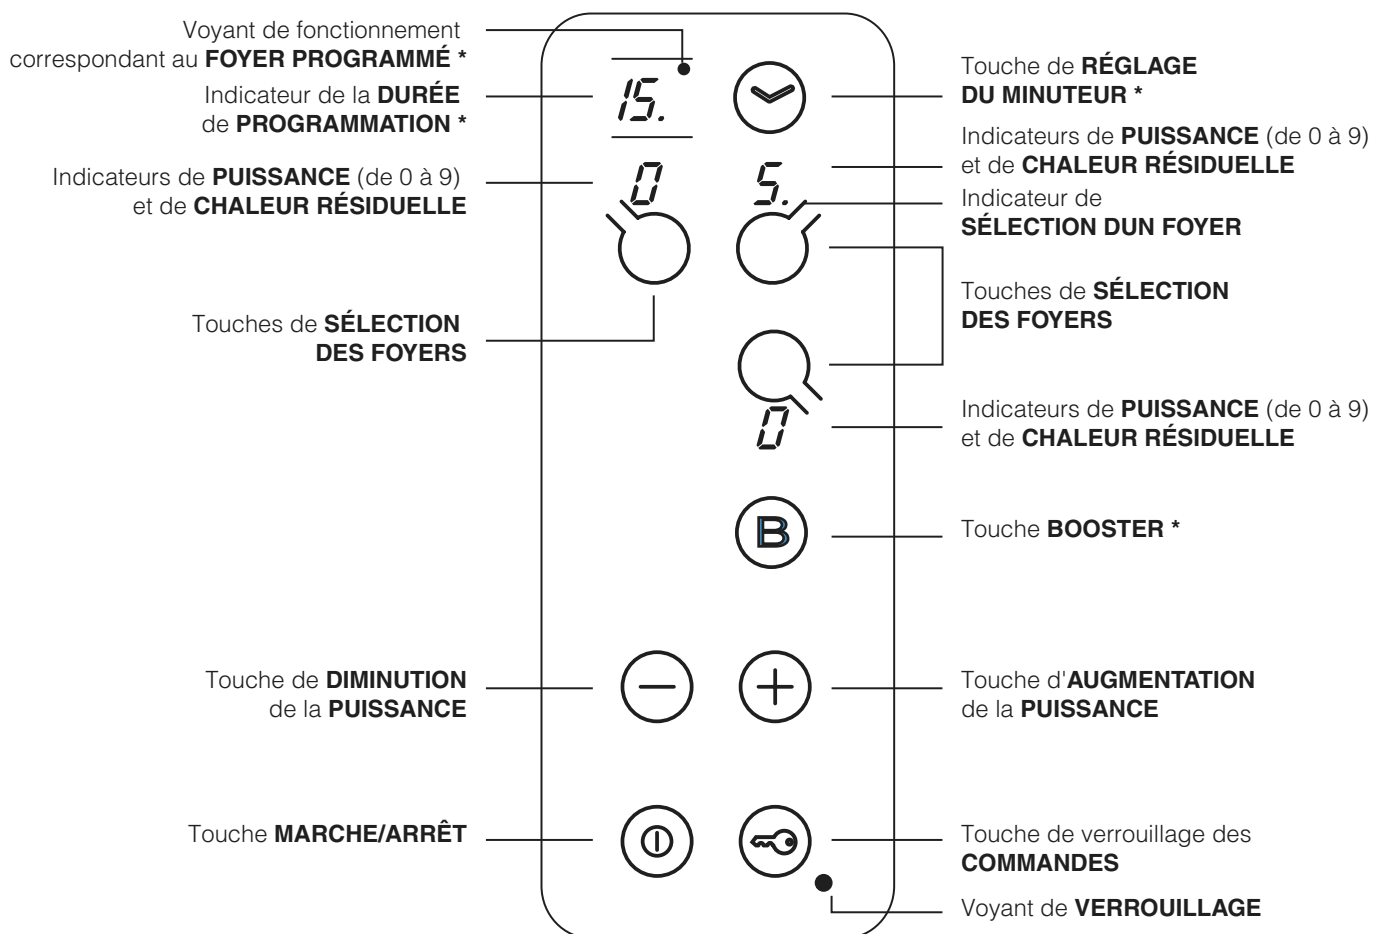 Voyant de fonctionnement
correspondant au FOYER PROGRAMMÉ *
Indicateur de la DURÉE
de PROGRAMMATION *
Indicateurs de PUISSANCE (de 0 à 9)
et de CHALEUR RÉSIDUELLE
Touches de SÉLECTION
DES FOYERS
Touche de DIMINUTION
de la PUISSANCE
Touche MARCHE/ARRÊT
15.
0
5.
0
B
Touche de RÉGLAGE
DU MINUTEUR *
Indicateurs de PUISSANCE (de 0 à 9)
et de CHALEUR RÉSIDUELLE
Indicateur de
SÉLECTION DUN FOYER
Touches de SÉLECTION
DES FOYERS
Indicateurs de PUISSANCE (de 0 à 9)
et de CHALEUR RÉSIDUELLE
Touche BOOSTER *
Touche d'AUGMENTATION
de la PUISSANCE
Touche de verrouillage des
COMMANDES
Voyant de VERROUILLAGE